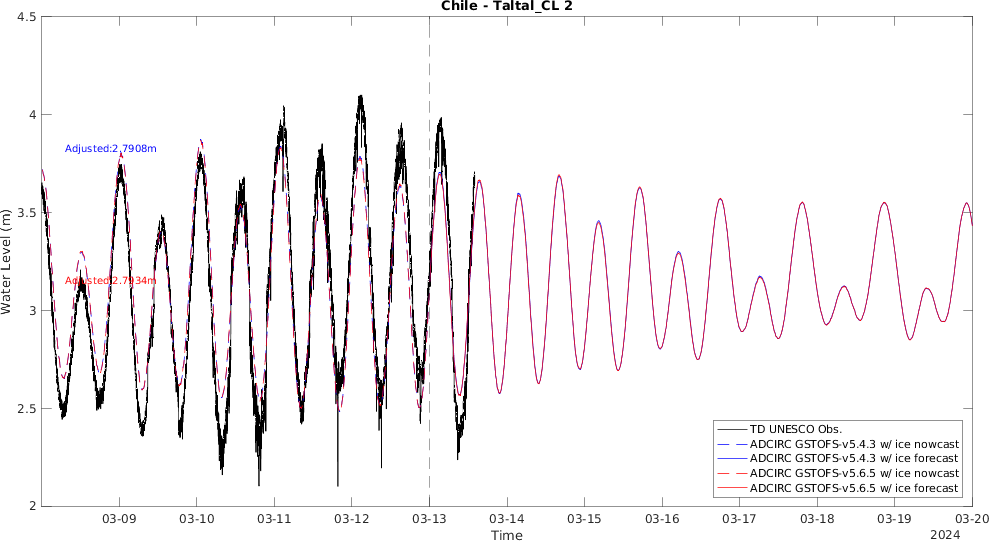 Chile - Taltal_CL 2
4.5
4
3.5
3
2.5
2
Water Level (m)
Adjusted:2.7908m
Adjusted:2.7934m
TD UNESCO Obs.
ADCIRC GSTOFS-v5.4.3 w/ ice nowcast
ADCIRC GSTOFS-v5.4.3 w/ ice forecast
ADCIRC GSTOFS-v5.6.5 w/ ice nowcast
ADCIRC GSTOFS-v5.6.5 w/ ice forecast
03-09 03-10 03-11 03-12 03-13 03-14 03-15 03-16 03-17 03-18 03-19 03-20
Time
2024